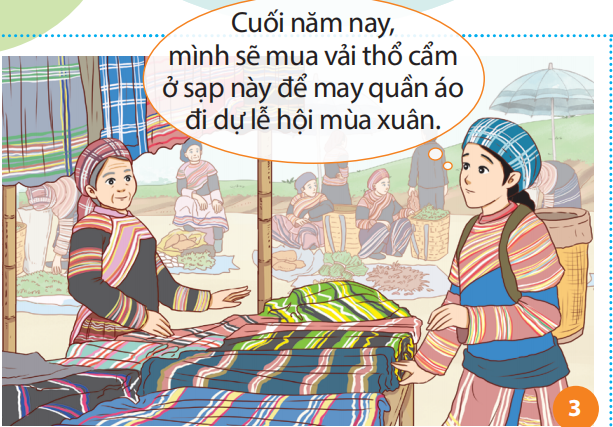 Cuối năm nay,
mình sẽ mua vải thổ cẩm
ở sạp này để may quần áo
đi dự lễ hội mùa xuân.
3